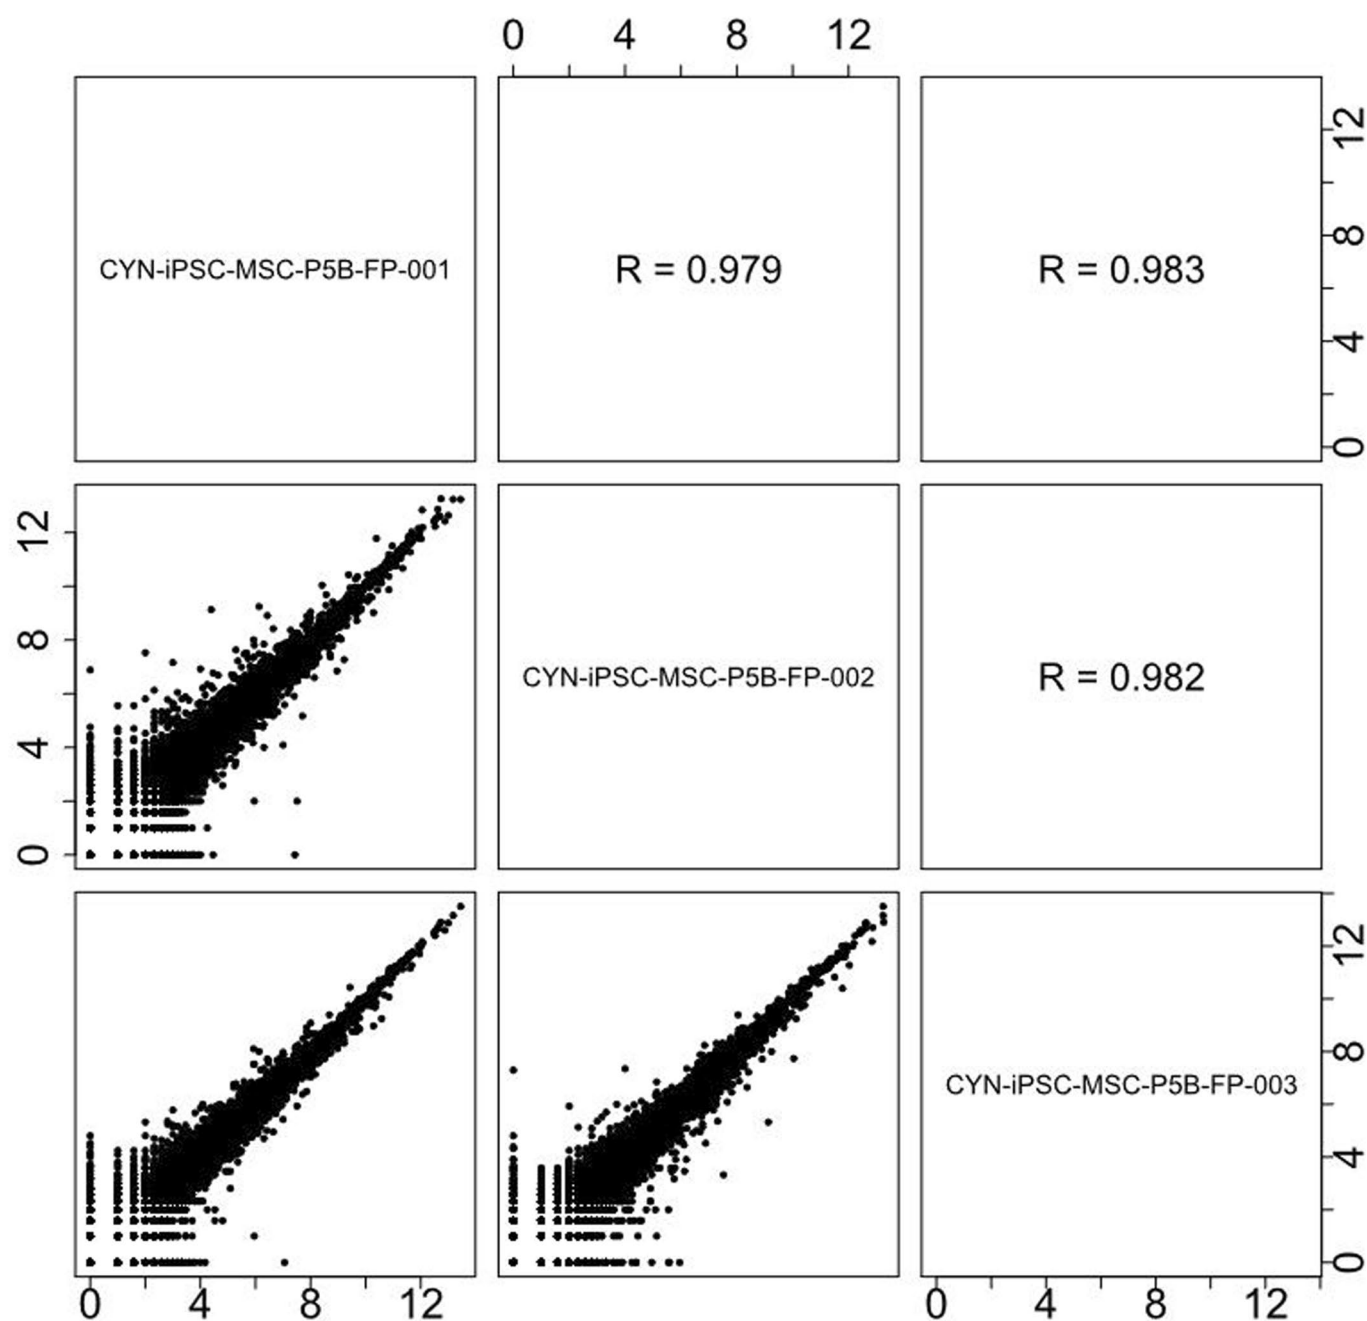 0 4 8 12
CYN-iPSC-MSC-P5B-FP-001
R = 0.979
R = 0.983
12
8
4
0
12
8
4
0
CYN-iPSC-MSC-P5B-FP-002
R = 0.982
CYN-iPSC-MSC-P5B-FP-003
12
8
4
0
0 4 8 12
0 4 8 12